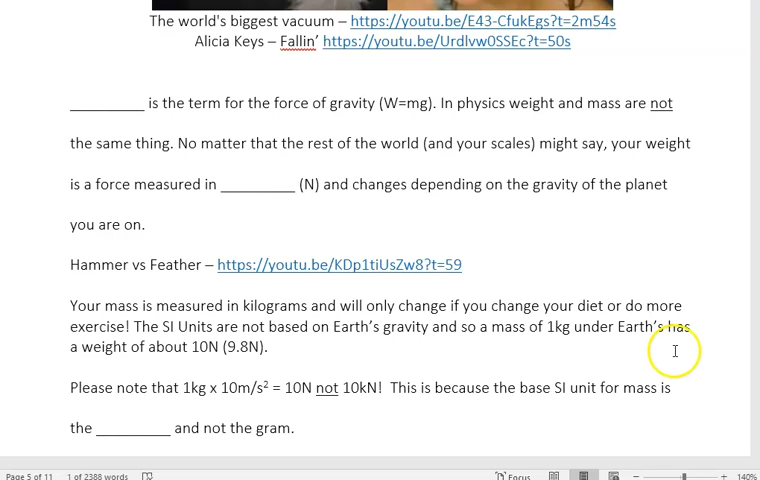 The world's biggest vacuum – https://youtu.be/E43-CfukEgs?t=2m54s
Alicia Keys – Fallin’ https://youtu.be/Urdlvw0SSEc?t=50s
__________ is the term for the force of gravity (W=mg). In physics weight and mass are not
the same thing. No matter that the rest of the world (and your scales) might say, your weight
is a force measured in __________ (N) and changes depending on the gravity of the planet
you are on.
Hammer vs Feather – https://youtu.be/KDp1tiUsZw8?t=59
Your mass is measured in kilograms and will only change if you change your diet or do more
exercise! The SI Units are not based on Earth’s gravity and so a mass of 1kg under Earth’s has
a weight of about 10N (9.8N).
Please note that 1kg x 10m/s² = 10N not 10kN! This is because the base SI unit for mass is
the __________ and not the gram.
Page 5 of 11 1 of 2388 words Focus 140%